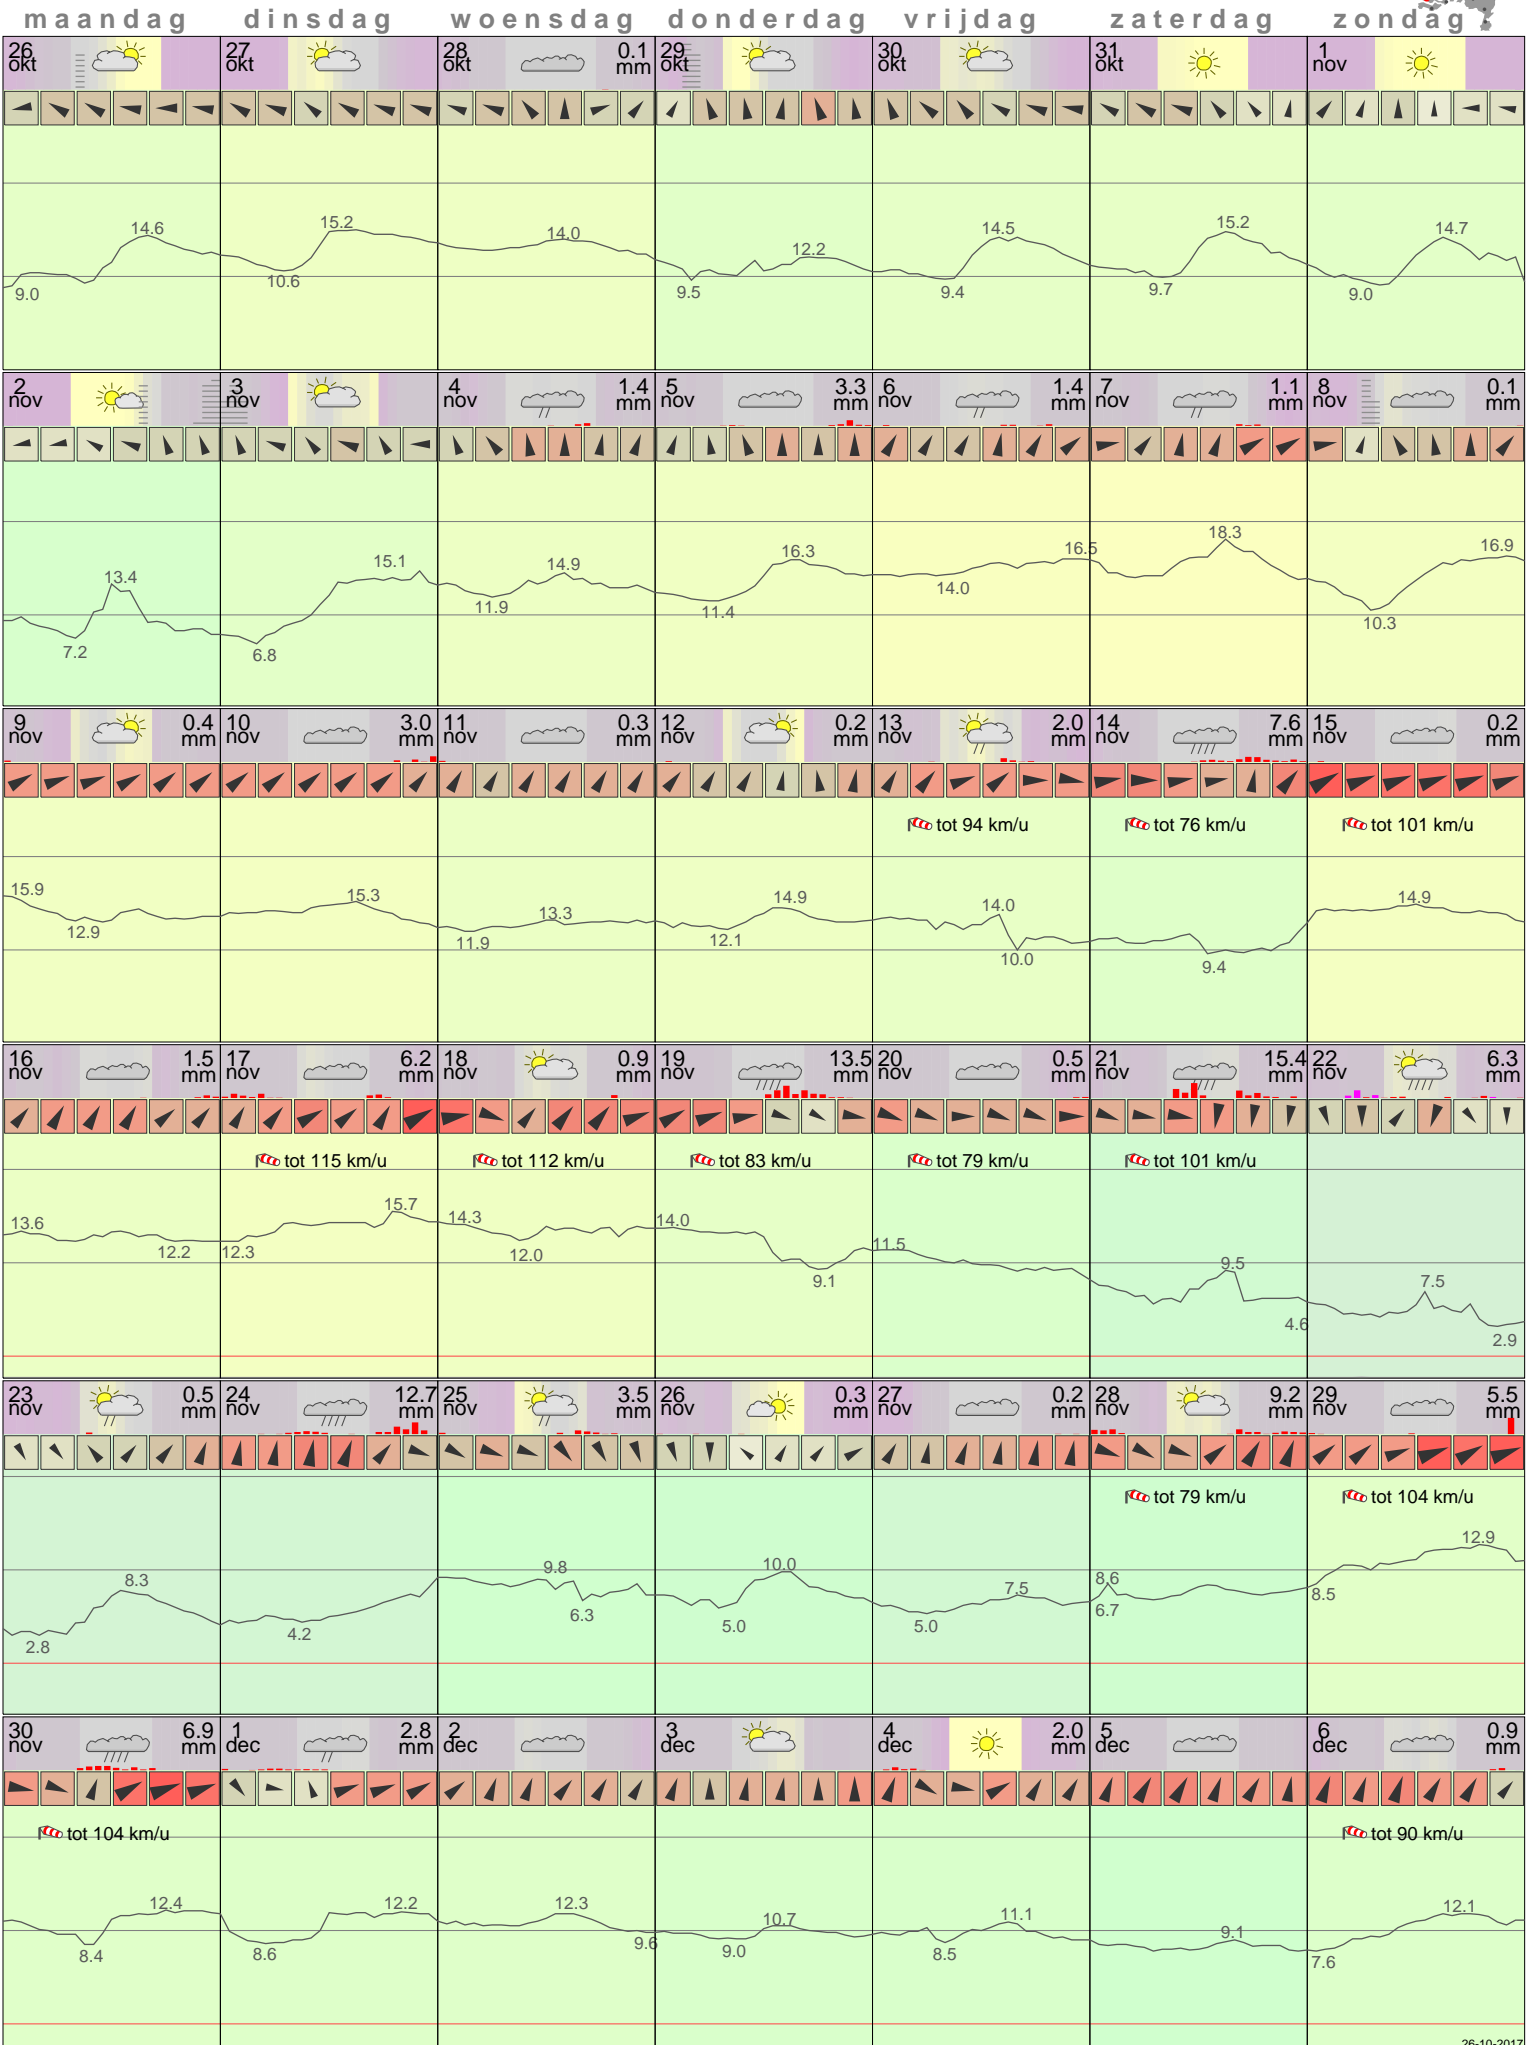 maandag dinsdag woensdag donderdag vrijdag zaterdag zondag
26 okt
27 okt
28 okt 0.1 mm
29 okt
30 okt
31 okt
1 nov
14.6 15.2 14.0 12.2 14.5 15.2 14.7
9.0 10.6 9.5 9.4 9.7 9.0
2 nov
3 nov
4 nov 1.4 mm
5 nov 3.3 mm
6 nov 1.4 mm
7 nov 1.1 mm
8 nov 0.1 mm
13.4 15.1 14.9 16.3 16.5 18.3 16.9
7.2 6.8 11.9 11.4 14.0 10.3
9 nov 0.4 mm
10 nov 3.0 mm
11 nov 0.3 mm
12 nov 0.2 mm
13 nov 2.0 mm
14 nov 7.6 mm
15 nov 0.2 mm
tot 94 km/u tot 76 km/u tot 101 km/u
15.9 15.3 13.3 14.9 14.0 14.9
12.9 11.9 12.1 10.0 9.4
16 nov 1.5 mm
17 nov 6.2 mm
18 nov 0.9 mm
19 nov 13.5 mm
20 nov 0.5 mm
21 nov 15.4 mm
22 nov 6.3 mm
tot 115 km/u tot 112 km/u tot 83 km/u tot 79 km/u tot 101 km/u
13.6 15.7 14.3 14.0 11.5 9.5 7.5
12.2 12.3 12.0 9.1 4.6 2.9
23 nov 0.5 mm
24 nov 12.7 mm
25 nov 3.5 mm
26 nov 0.3 mm
27 nov 0.2 mm
28 nov 9.2 mm
29 nov 5.5 mm
tot 79 km/u tot 104 km/u
8.3 9.8 10.0 7.5 8.6 12.9
2.8 4.2 6.3 5.0 5.0 6.7 8.5
30 nov 6.9 mm
1 dec 2.8 mm
2 dec
3 dec
4 dec 2.0 mm
5 dec
6 dec 0.9 mm
tot 104 km/u tot 90 km/u
12.4 12.2 12.3 10.7 11.1 9.1 12.1
8.4 8.6 9.6 9.0 8.5 7.6
26-10-2017